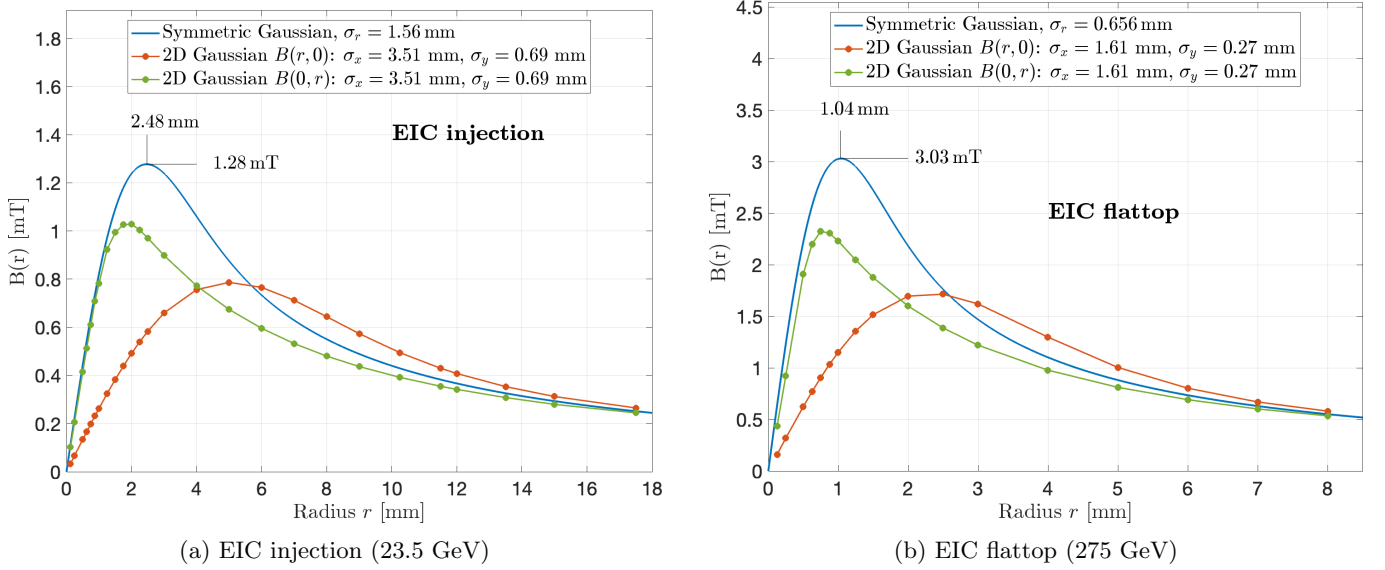 Symmetric Gaussian, σr = 1.56 mm
2D Gaussian B(r, 0): σx = 3.51 mm, σy = 0.69 mm
2D Gaussian B(0, r): σx = 3.51 mm, σy = 0.69 mm
2.48 mm
1.28 mT
EIC injection
B(r) [mT]
1.8
1.6
1.4
1.2
1
0.8
0.6
0.4
0.2
0
0 2 4 6 8 10 12 14 16 18
Radius r [mm]
(a) EIC injection (23.5 GeV)
Symmetric Gaussian, σr = 0.656 mm
2D Gaussian B(r, 0): σx = 1.61 mm, σy = 0.27 mm
2D Gaussian B(0, r): σx = 1.61 mm, σy = 0.27 mm
1.04 mm
3.03 mT
EIC flattop
B(r) [mT]
4.5
4
3.5
3
2.5
2
1.5
1
0.5
0
0 1 2 3 4 5 6 7 8
Radius r [mm]
(b) EIC flattop (275 GeV)